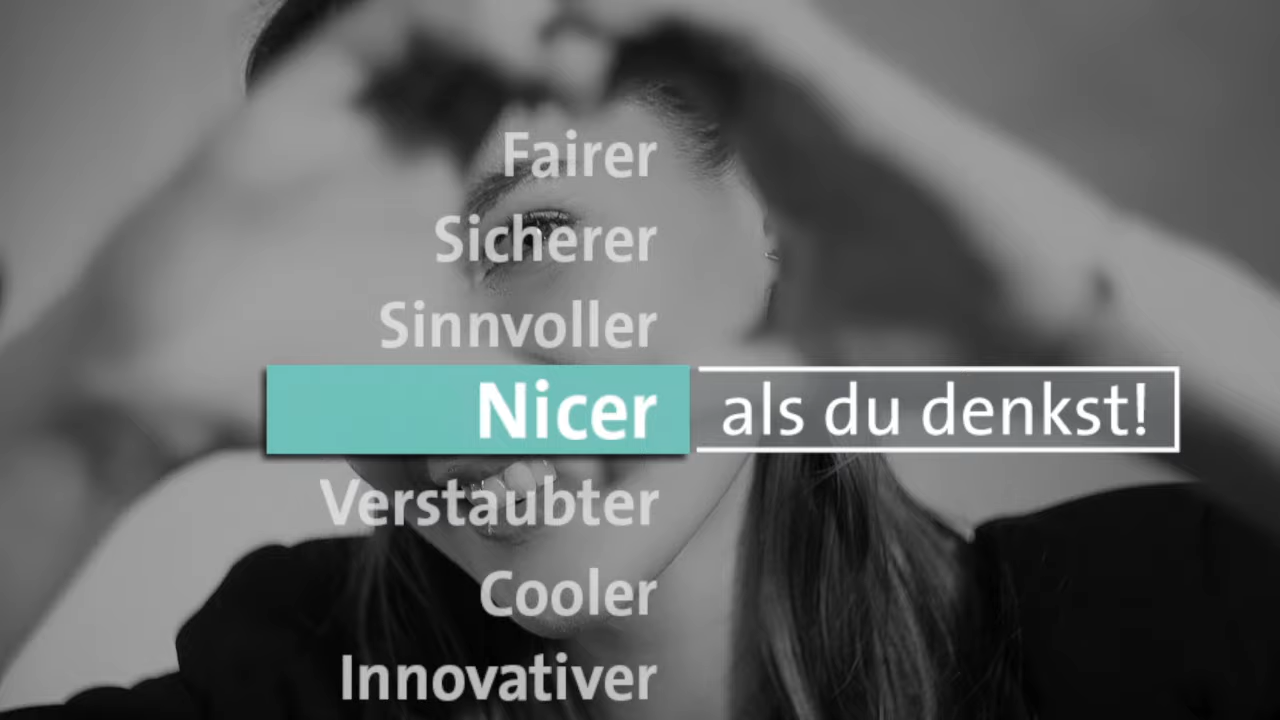 Fairer
Sicherer
Sinnvoller
Nicer als du denkst!
Verstaubter
Cooler
Innovativer